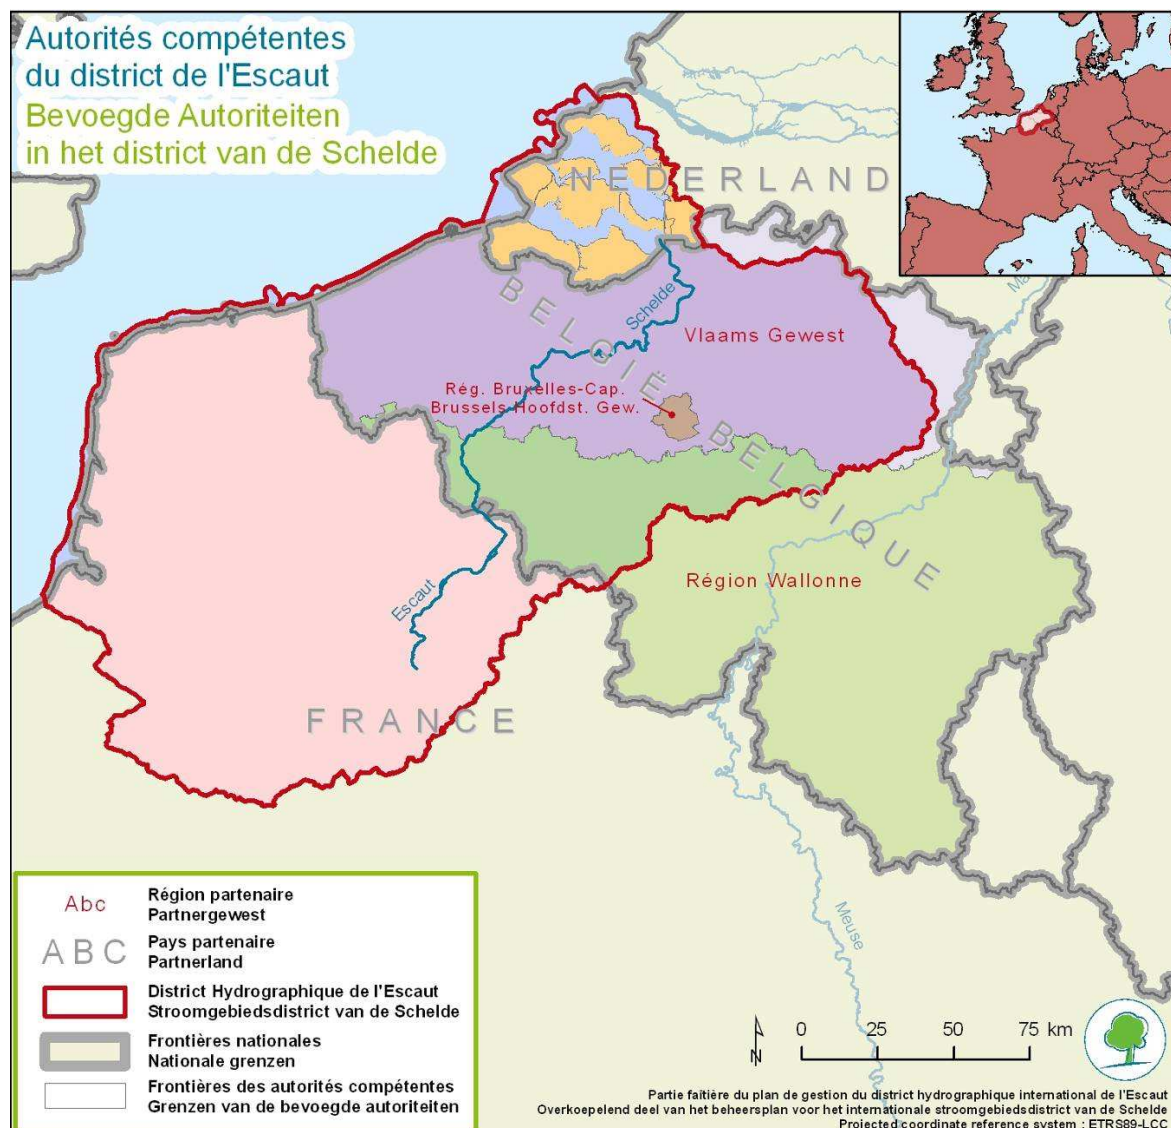 Autorités compétentes
du district de l'Escaut
Bevoegde Autoriteiten
in het district van de Schelde
NEDERLAND
BELGIË
BELGIQUE
Schelde
Vlaams Gewest
Rég. Bruxelles-Cap.
Brussels Hoofdst. Gew.
Région Wallonne
Escaut
FRANCE
Meuse
Abc
Région partenaire
Partnergewest
ABC
Pays partenaire
Partnerland
District Hydrographique de l'Escaut
Stroomgebiedsdistrict van de Schelde
Frontières nationales
Nationale grenzen
Frontières des autorités compétentes
Grenzen van de bevoegde autoriteiten
N
0 25 50 75 km
Partie faîtière du plan de gestion du district hydrographique international de l'Escaut
Overkoepelend deel van het beheersplan voor het internationale stroomgebiedsdistrict van de Schelde
Projected coordinate reference system : ETRS89-LCC